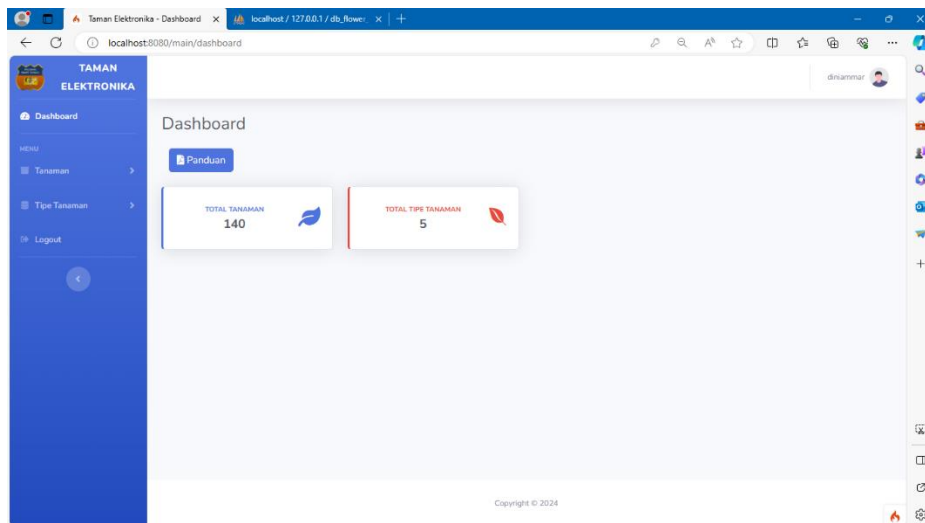 Taman Elektronika - Dashboard
localhost / 127.0.0.1 / db_flower
localhost:8080/main/dashboard
TAMAN
ELEKTRONIKA
diniammar
Dashboard
Dashboard
MENU
Panduan
Tanaman
TOTAL TANAMAN
140
TOTAL TIPE TANAMAN
5
Tipe Tanaman
Logout
Copyright © 2024